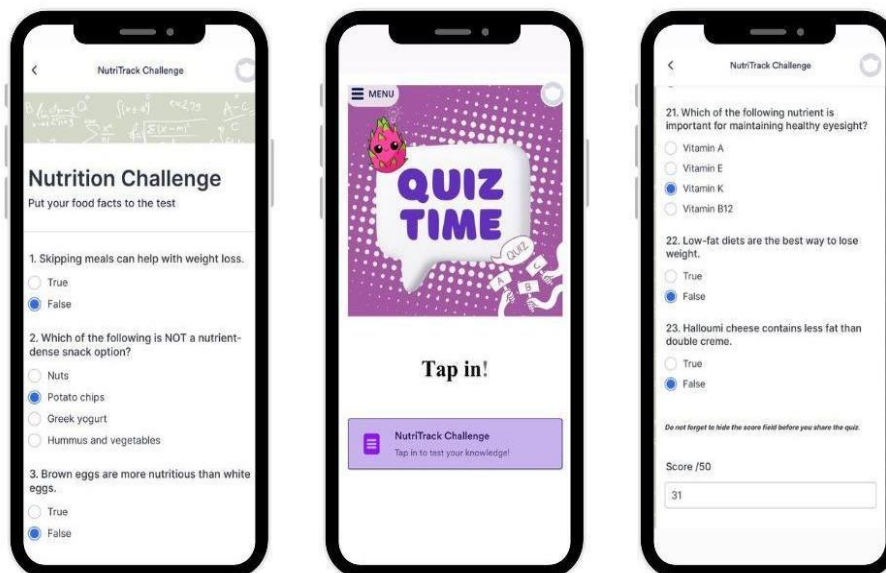 NutriTrack Challenge
Nutrition Challenge
Put your food facts to the test
1. Skipping meals can help with weight loss.
True
False
2. Which of the following is NOT a nutrient-
dense snack option?
Nuts
Potato chips
Greek yogurt
Hummus and vegetables
3. Brown eggs are more nutritious than white
eggs.
True
False
MENU
QUIZ
TIME
QUIZ
A
B
C
Tap in!
NutriTrack Challenge
Tap in to test your knowledge!
NutriTrack Challenge
21. Which of the following nutrient is
important for maintaining healthy eyesight?
Vitamin A
Vitamin E
Vitamin K
Vitamin B12
22. Low-fat diets are the best way to lose
weight.
True
False
23. Halloumi cheese contains less fat than
double creme.
True
False
Do not forget to hide the score field before you share the quiz.
Score /50
31